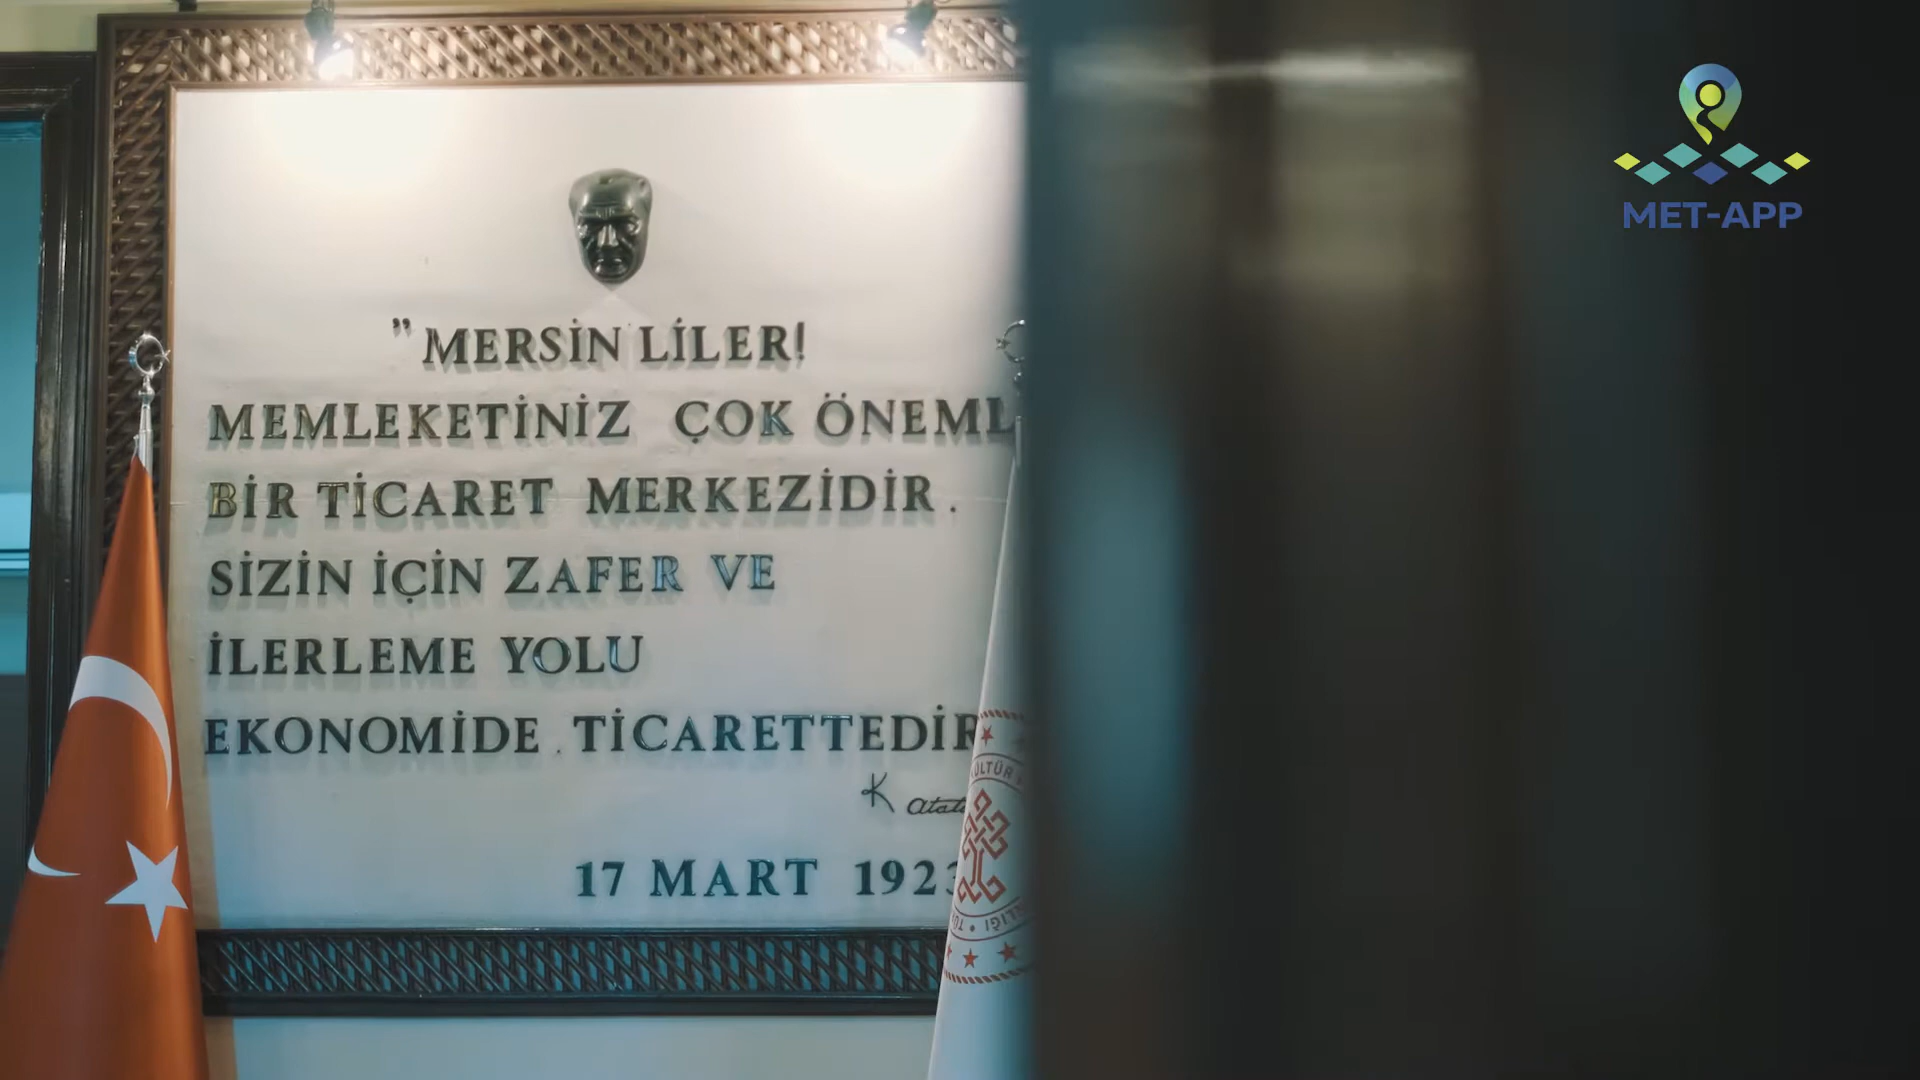 "MERSİN LİLER!
MEMLEKETİNİZ ÇOK ÖNEML
BİR TİCARET MERKEZİDİR.
SİZİN İÇİN ZAFER VE
İLERLEME YOLU
EKONOMİDE . TİCARETTEDİR
K
17 MART 1923
MET-APP